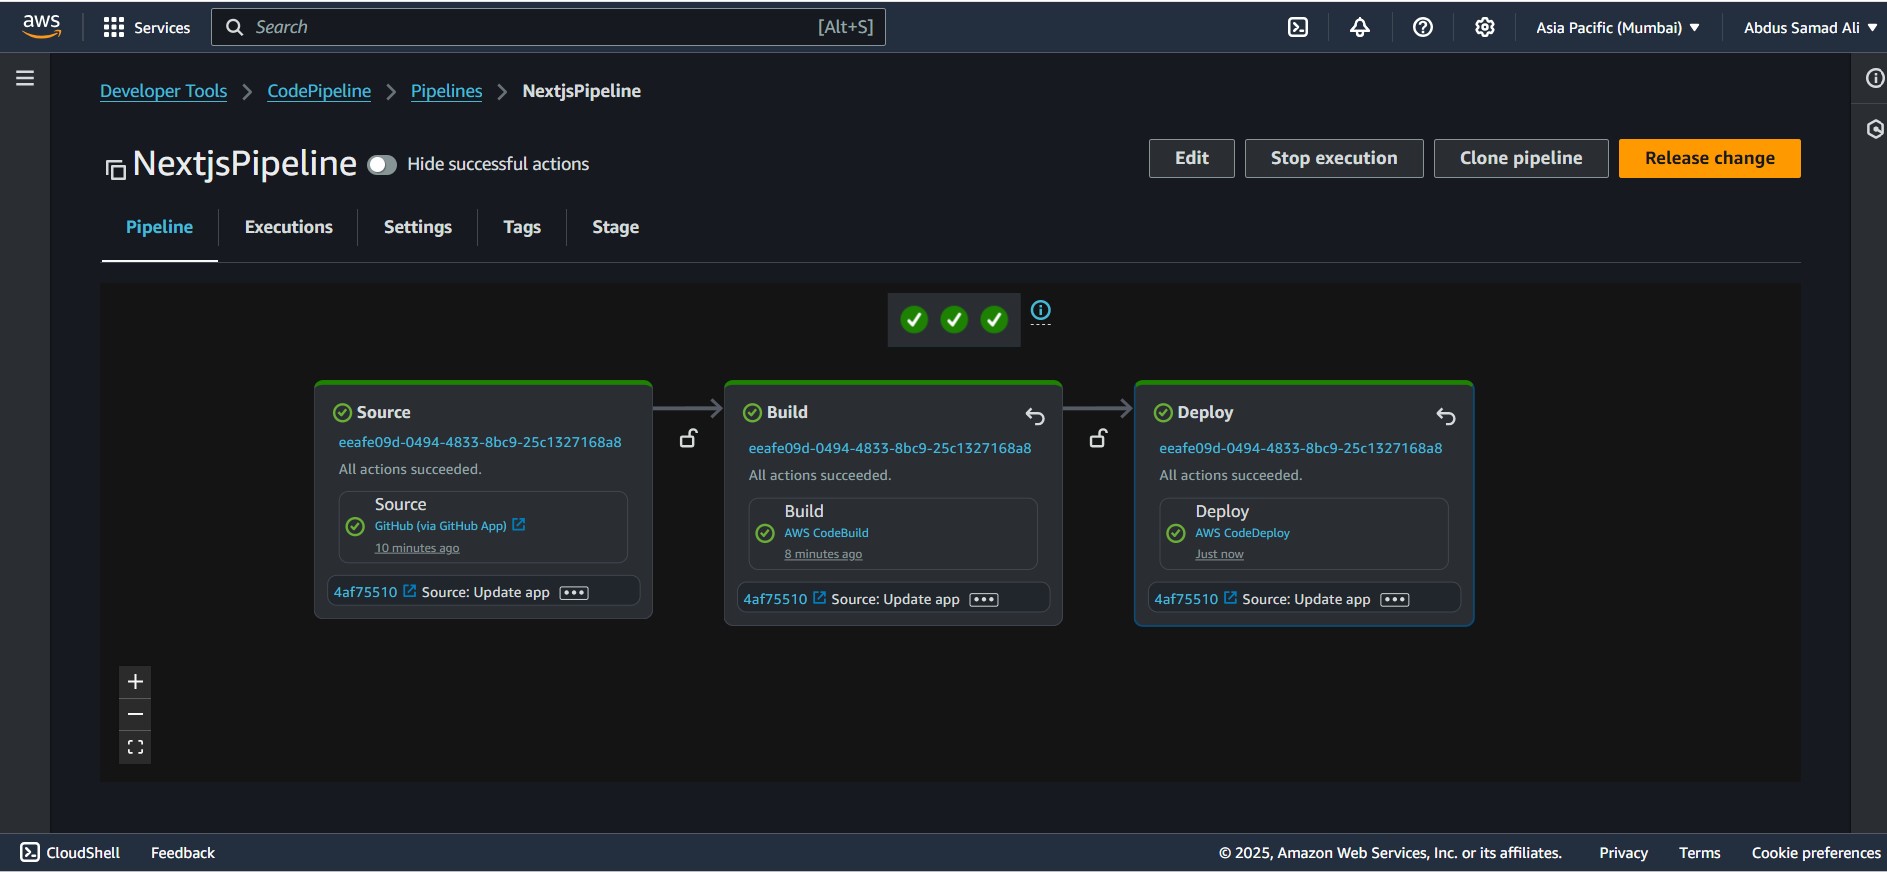 aws Services Search [Alt+S] Asia Pacific (Mumbai) Abdus Samad Ali
Developer Tools CodePipeline Pipelines NextjsPipeline
NextjsPipeline Hide successful actions Edit Stop execution Clone pipeline Release change
Pipeline Executions Settings Tags Stage
Source
eeafe09d-0494-4833-8bc9-25c1327168a8
All actions succeeded.
Source
GitHub (via GitHub App)
10 minutes ago
4af75510 Source: Update app
Build
eeafe09d-0494-4833-8bc9-25c1327168a8
All actions succeeded.
Build
AWS CodeBuild
8 minutes ago
4af75510 Source: Update app
Deploy
eeafe09d-0494-4833-8bc9-25c1327168a8
All actions succeeded.
Deploy
AWS CodeDeploy
Just now
4af75510 Source: Update app
CloudShell Feedback © 2025, Amazon Web Services, Inc. or its affiliates. Privacy Terms Cookie preferences